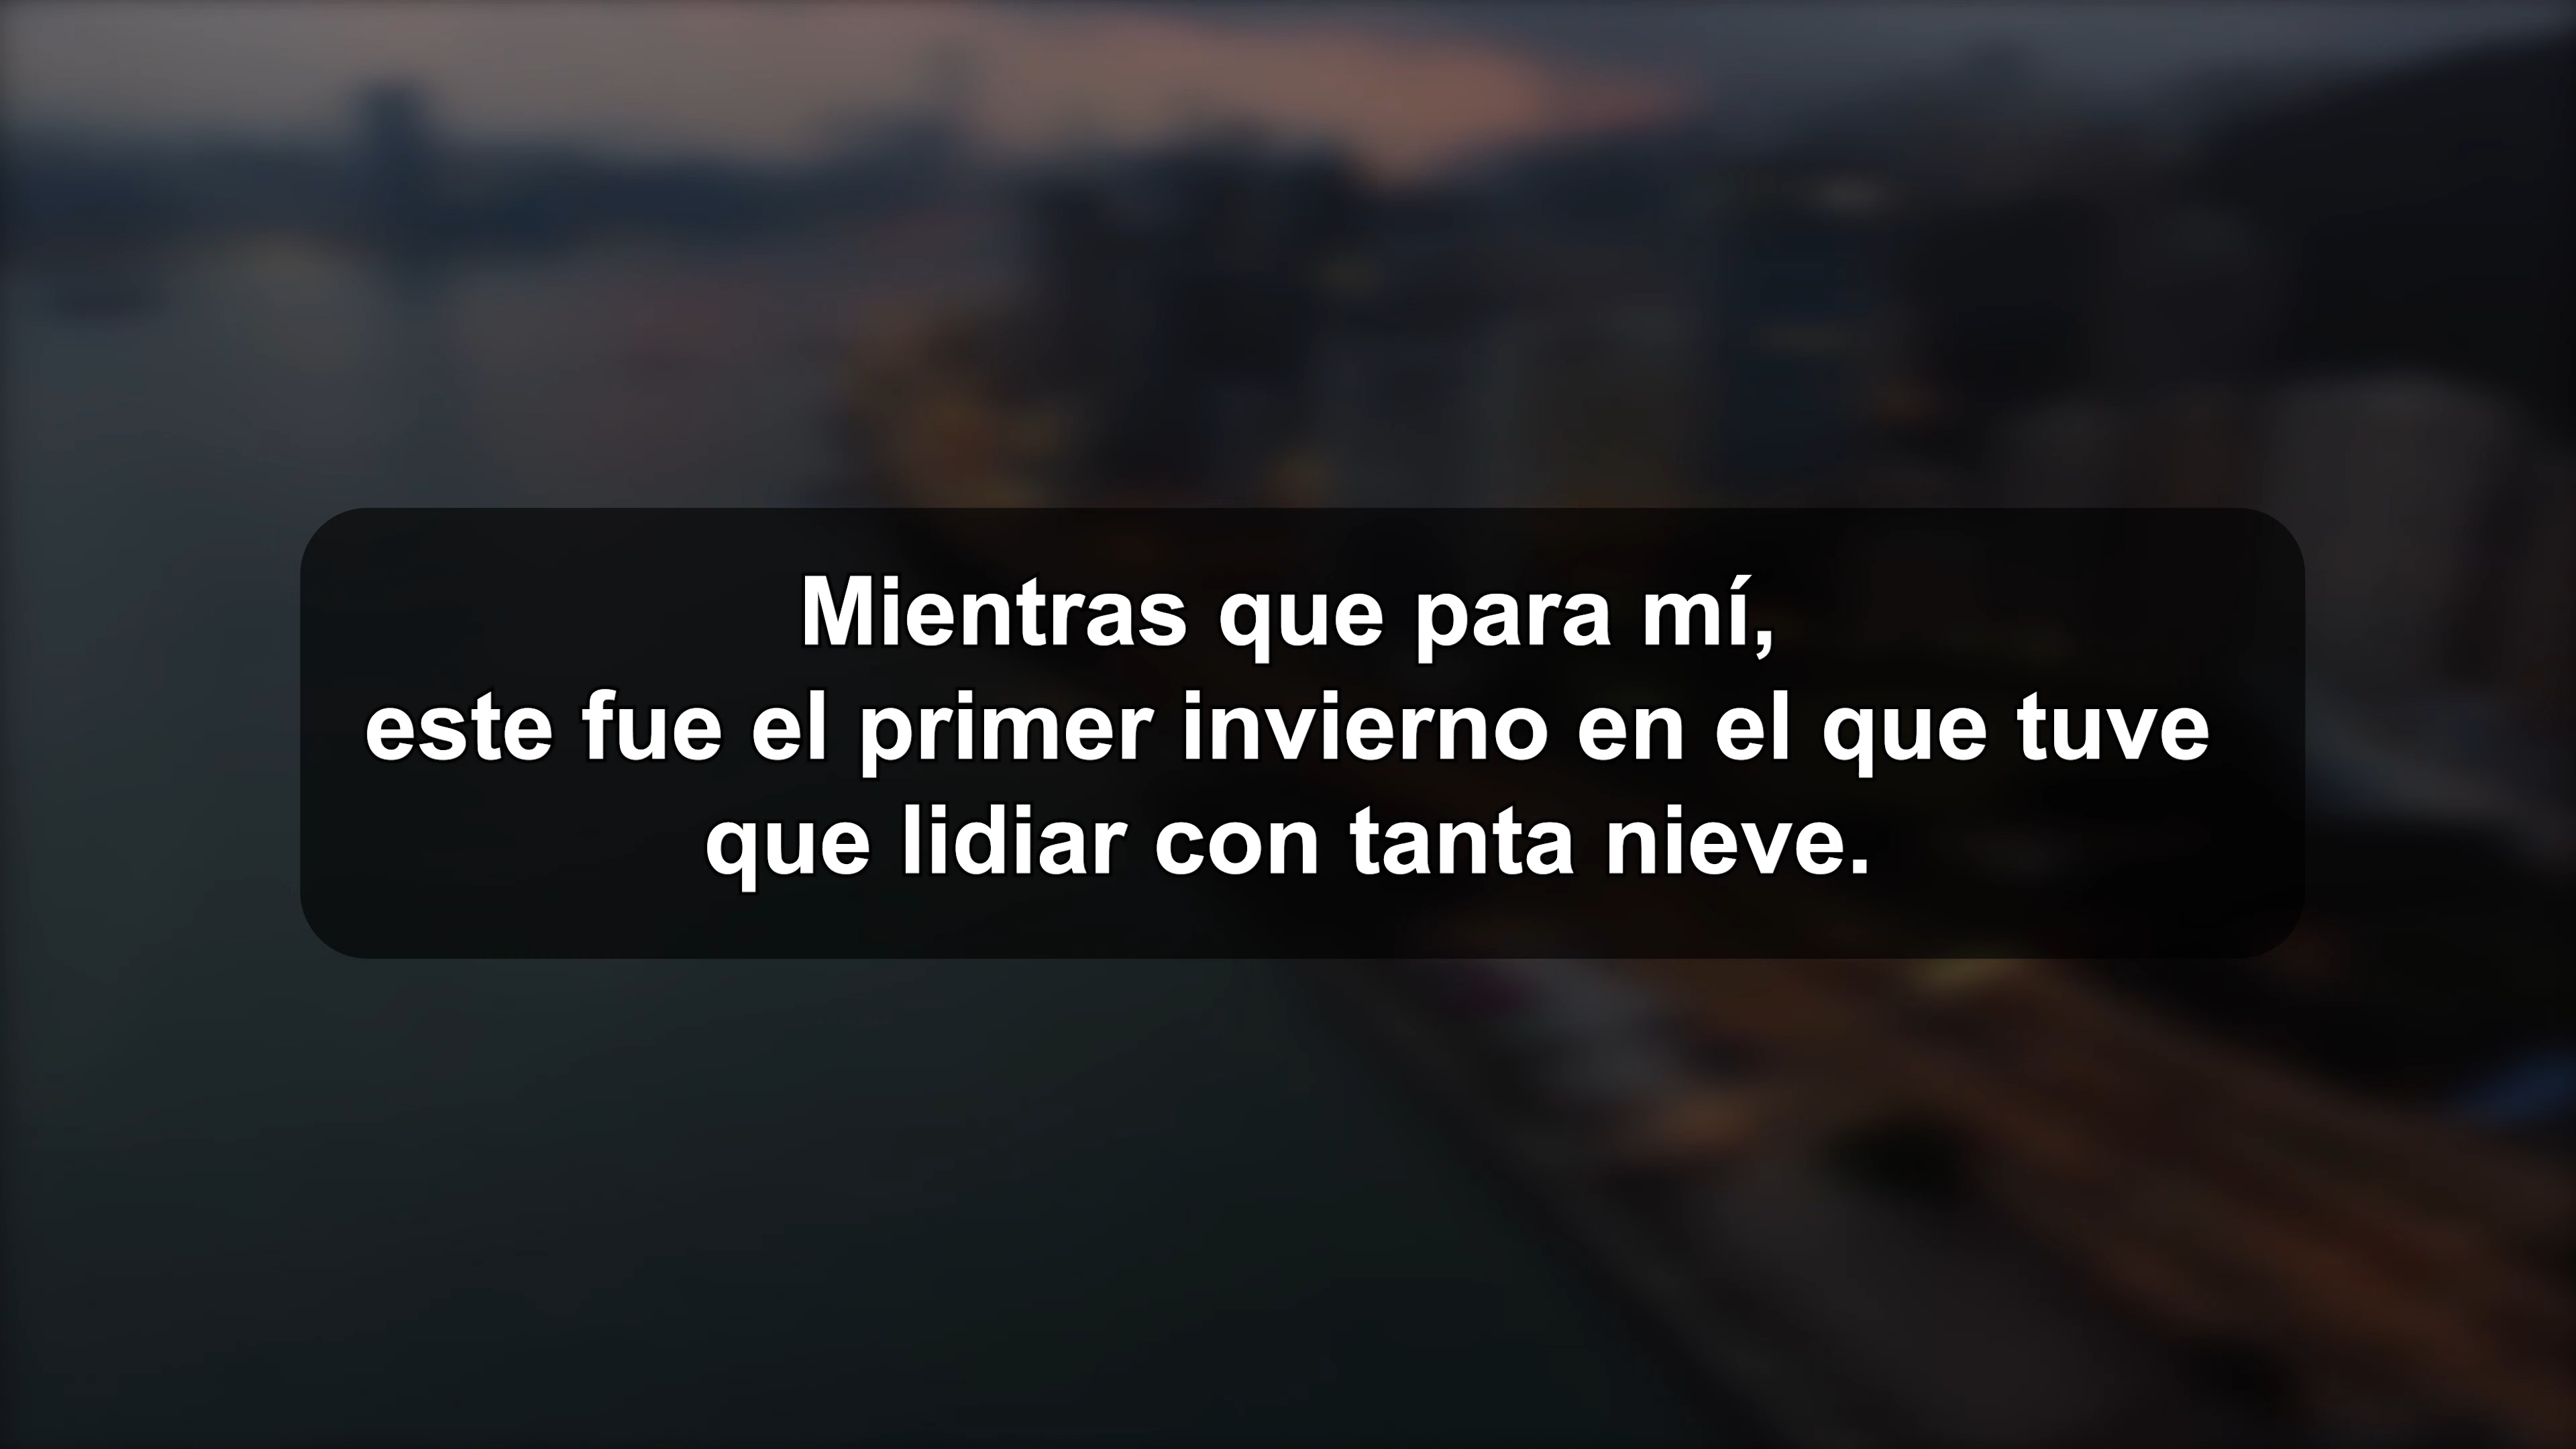 Mientras que para mí,
este fue el primer invierno en el que tuve
que lidiar con tanta nieve.